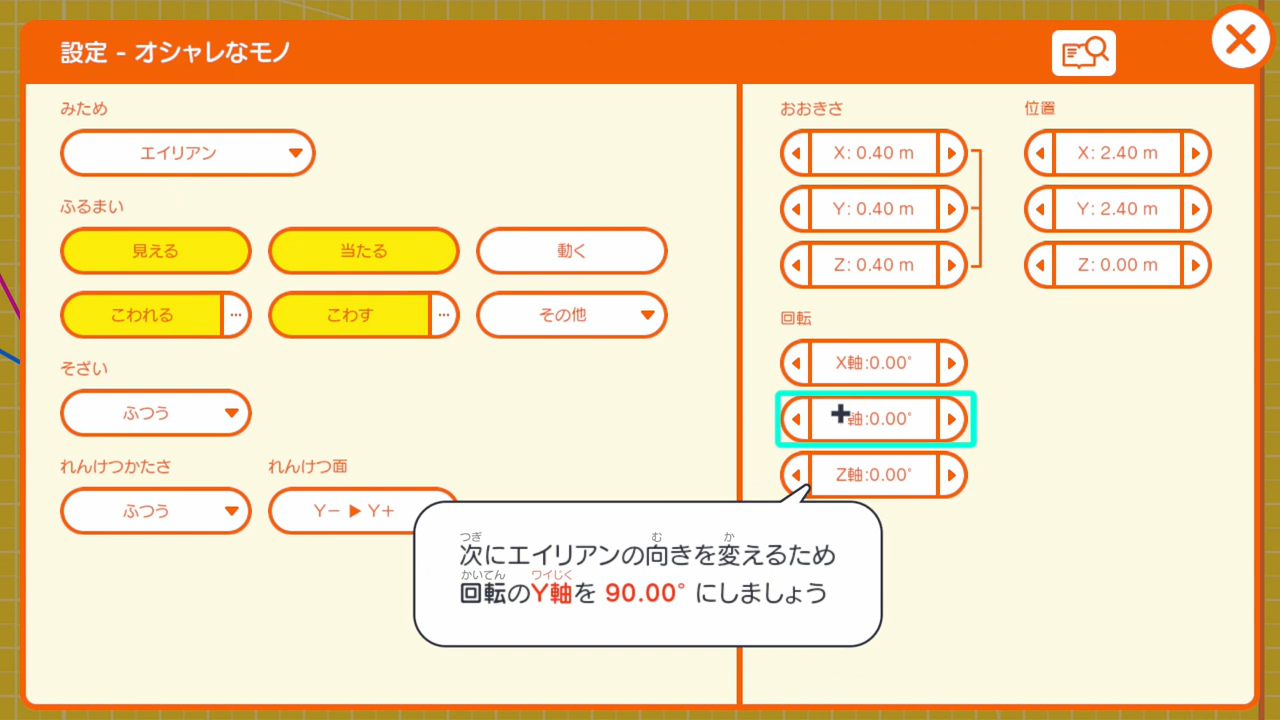 設定 - オシャレなモノ
みため
エイリアン
ふるまい
見える
当たる
動く
こわれる
…
こわす
…
その他
そざい
ふつう
れんけつかたさ
れんけつ面
ふつう
Y− ▶ Y+
おおきさ
位置
X: 0.40 m
X: 2.40 m
Y: 0.40 m
Y: 2.40 m
Z: 0.40 m
Z: 0.00 m
回転
X軸:0.00°
軸:0.00°
Z軸:0.00°
つぎ む か
次にエイリアンの向きを変えるため
かいてん ワイじく
回転のY軸を 90.00° にしましょう